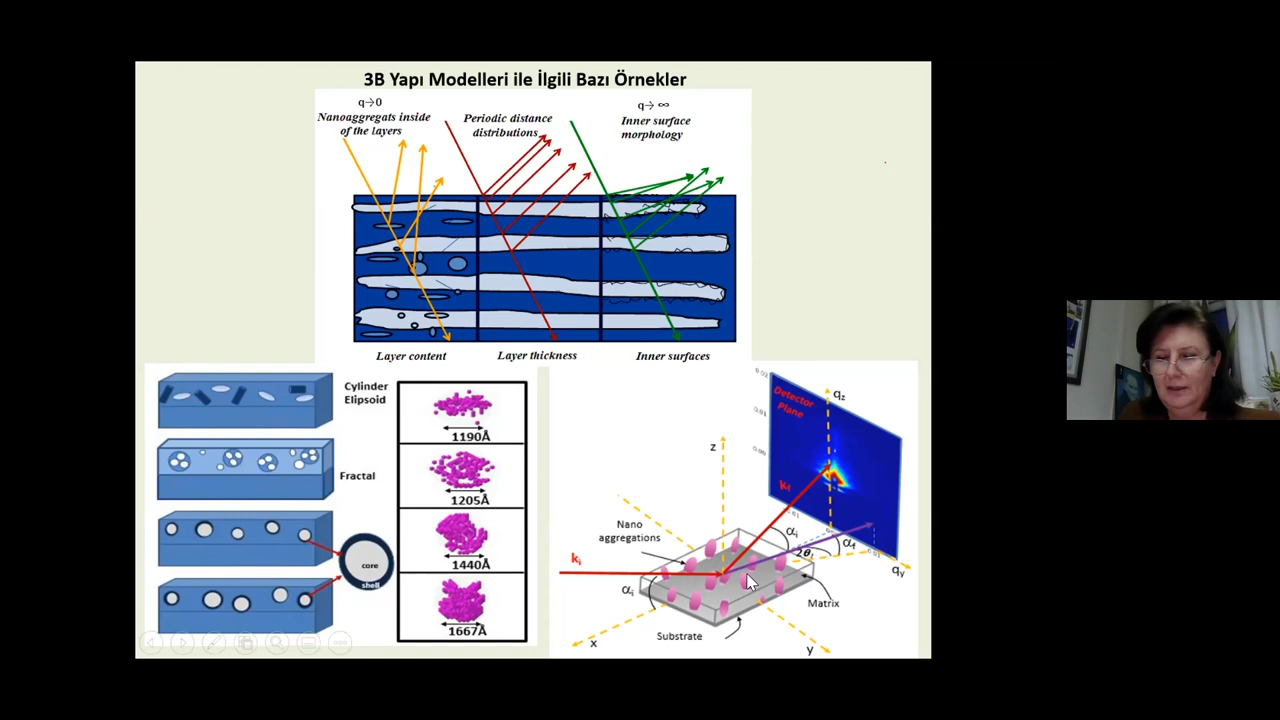 3B Yapı Modelleri ile İlgili Bazı Örnekler
q→0
Nanoaggregats inside
of the layers
Periodic distance
distributions
q→ ∞
Inner surface
morphology
Layer content
Layer thickness
Inner surfaces
Cylinder
Elipsoid
Fractal
core
shell
1190Å
1205Å
1440Å
1667Å
Detector
Plane
qz
kf
z
Nano
aggregations
ki
αi
αi
2θf
αf
qy
Matrix
Substrate
x
y